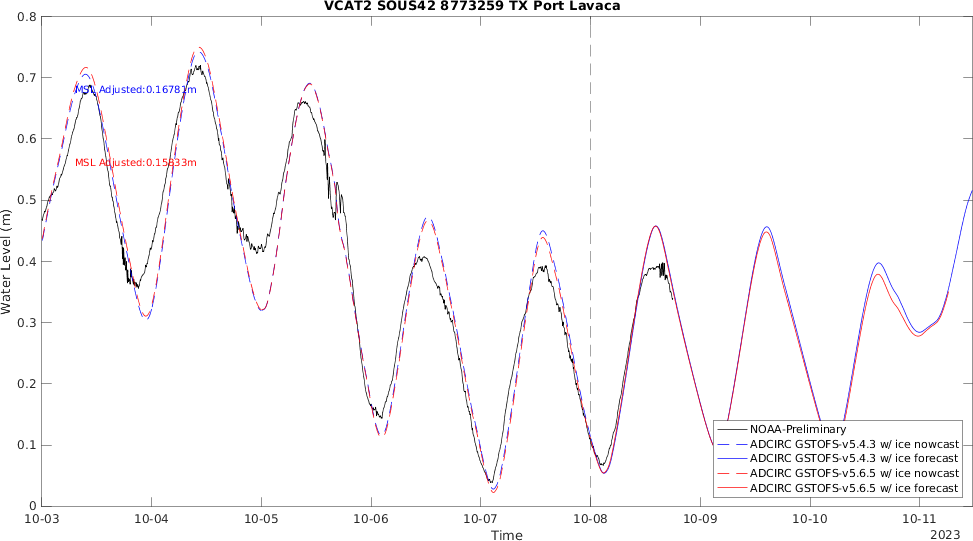 VCAT2 SOUS42 8773259 TX Port Lavaca
0.8
0.7
0.6
0.5
0.4
0.3
0.2
0.1
0
Water Level (m)
MSL Adjusted:0.16781m
MSL Adjusted:0.15833m
NOAA-Preliminary
ADCIRC GSTOFS-v5.4.3 w/ ice nowcast
ADCIRC GSTOFS-v5.4.3 w/ ice forecast
ADCIRC GSTOFS-v5.6.5 w/ ice nowcast
ADCIRC GSTOFS-v5.6.5 w/ ice forecast
10-03 10-04 10-05 10-06 10-07 10-08 10-09 10-10 10-11
Time
2023